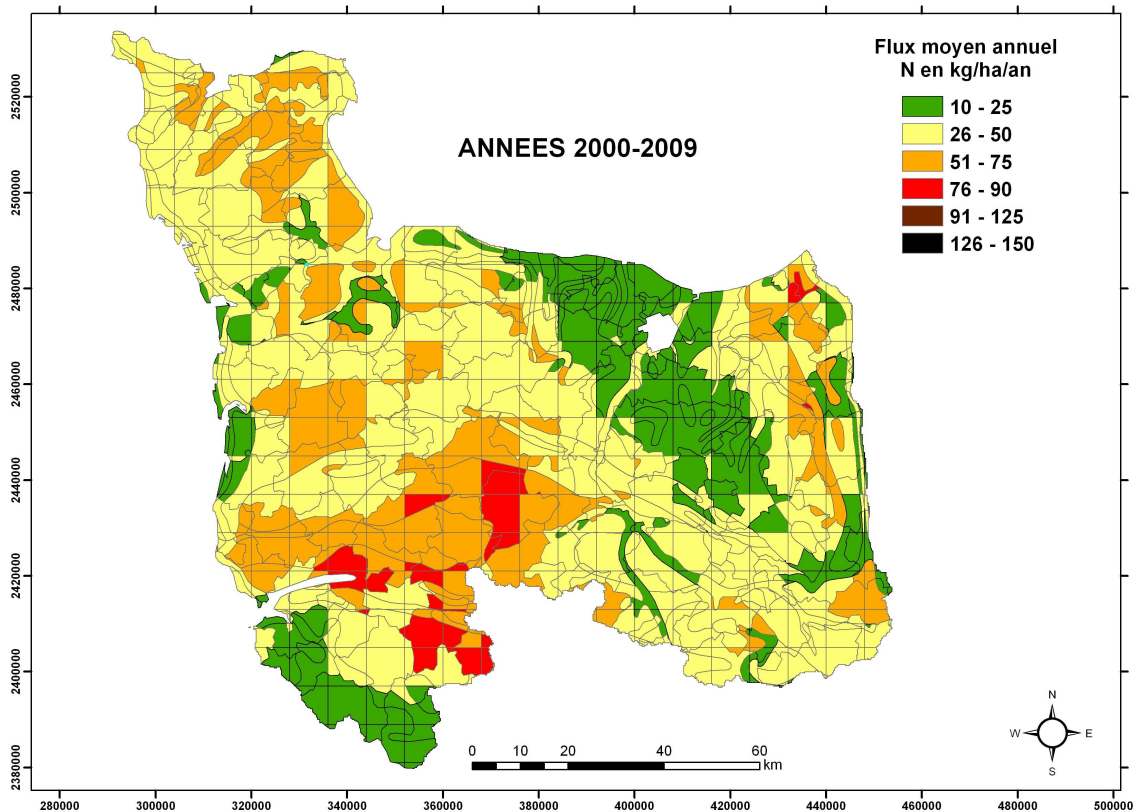 Flux moyen annuel
N en kg/ha/an
10 - 25
26 - 50
51 - 75
76 - 90
91 - 125
126 - 150
ANNEES 2000-2009
2520000
2500000
2480000
2460000
2440000
2420000
2400000
2380000
N
W E
S
0 10 20 40 60
km
280000 300000 320000 340000 360000 380000 400000 420000 440000 460000 480000 500000